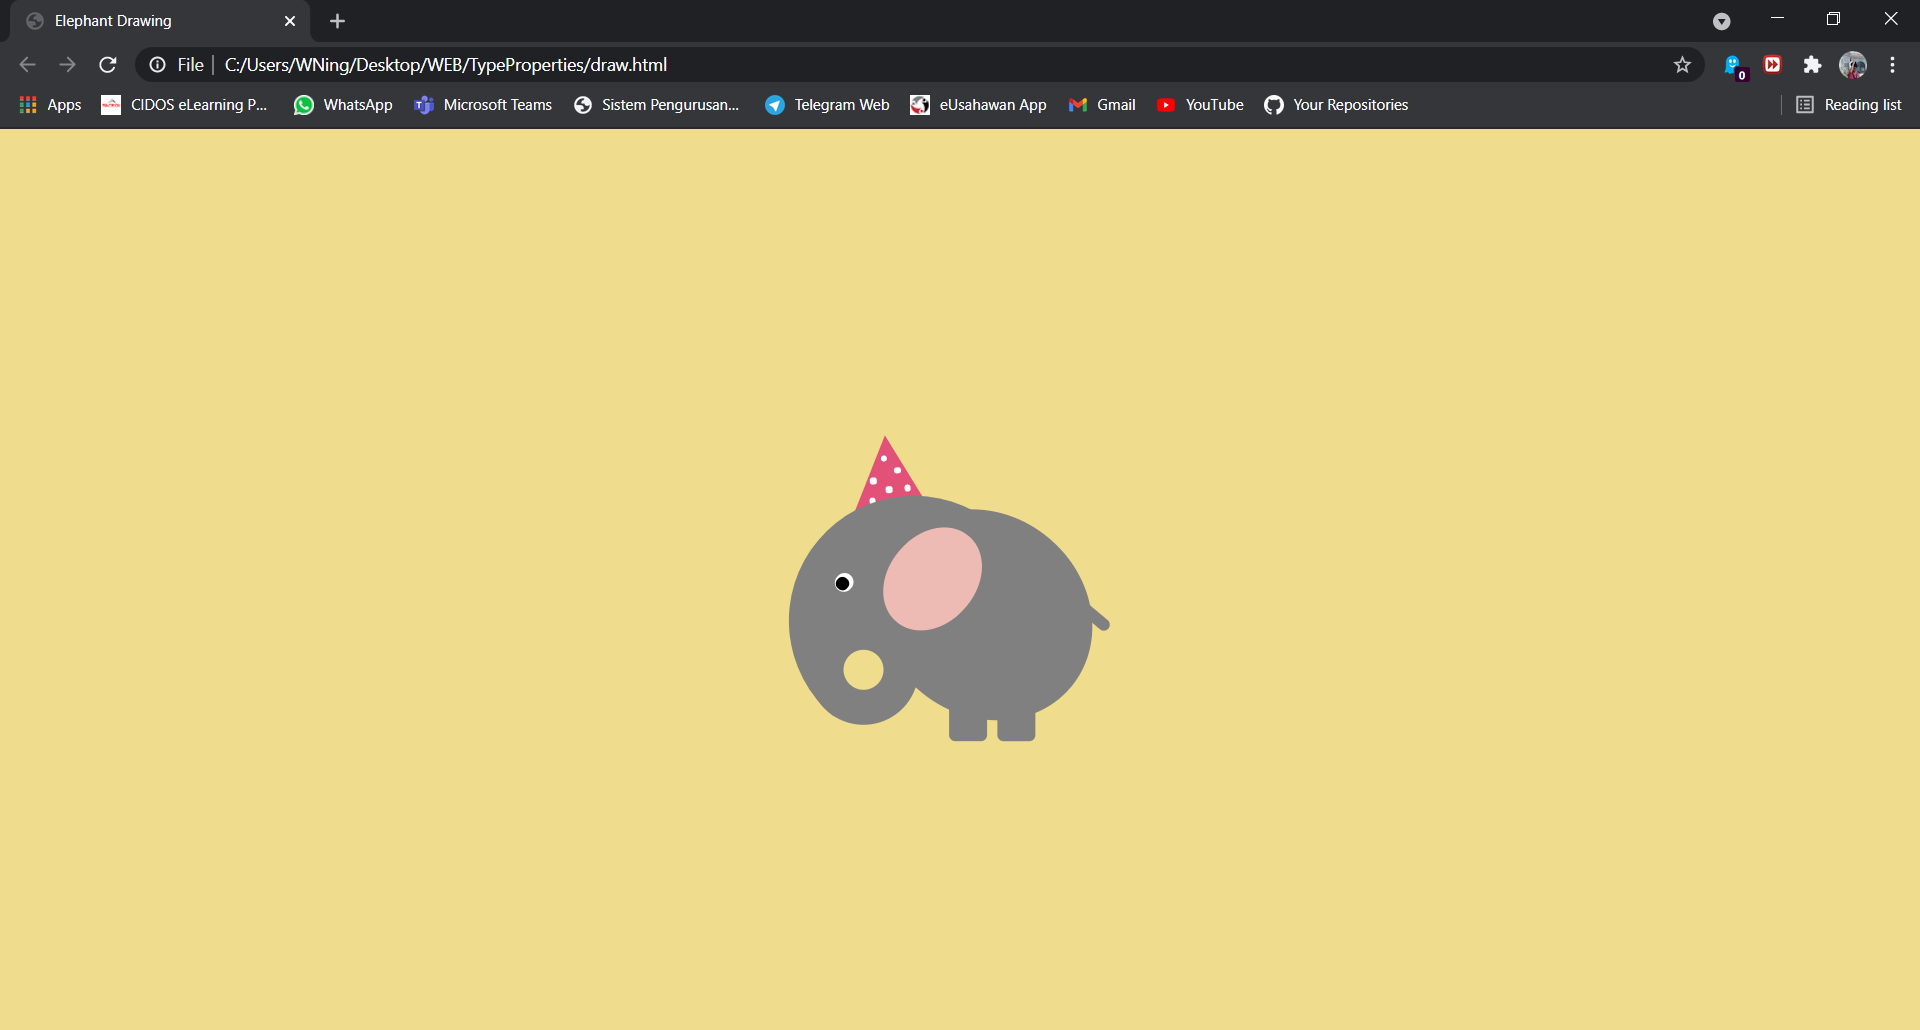 Elephant Drawing
File C:/Users/WNing/Desktop/WEB/TypeProperties/draw.html
0
Apps CIDOS eLearning P... WhatsApp Microsoft Teams Sistem Pengurusan... Telegram Web eUsahawan App Gmail YouTube Your Repositories Reading list